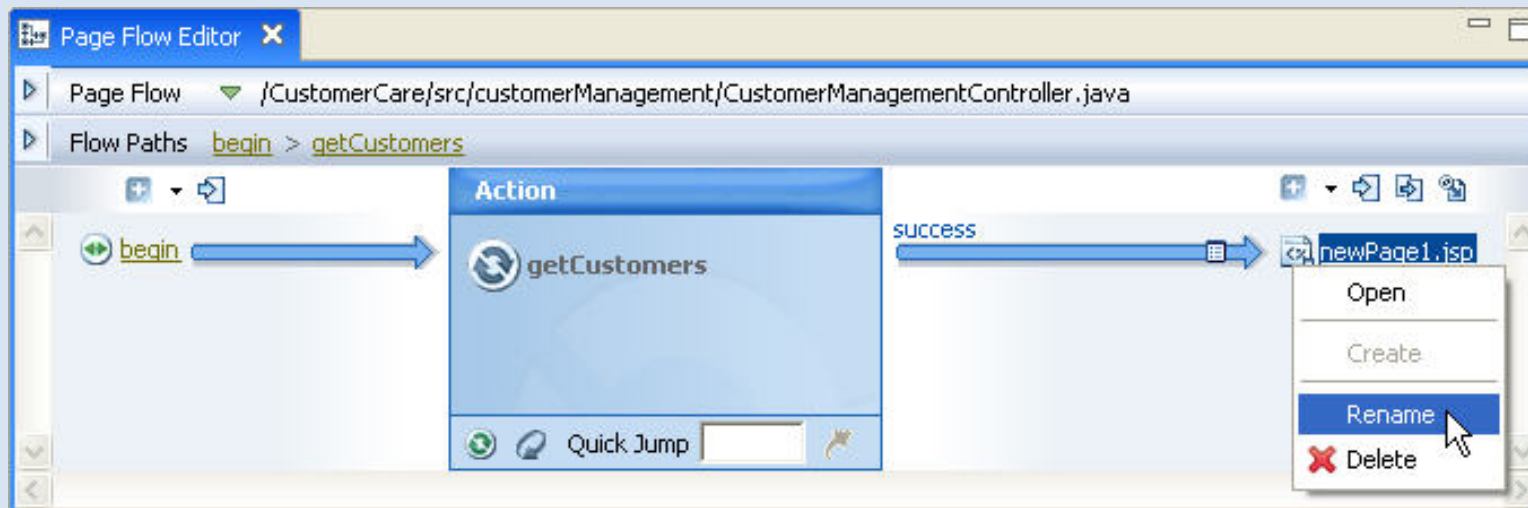 Page Flow Editor
Page Flow /CustomerCare/src/customerManagement/CustomerManagementController.java
Flow Paths begin > getCustomers
Action
begin
getCustomers
success
newPage1.jsp
Open
Create
Rename
Delete
Quick Jump